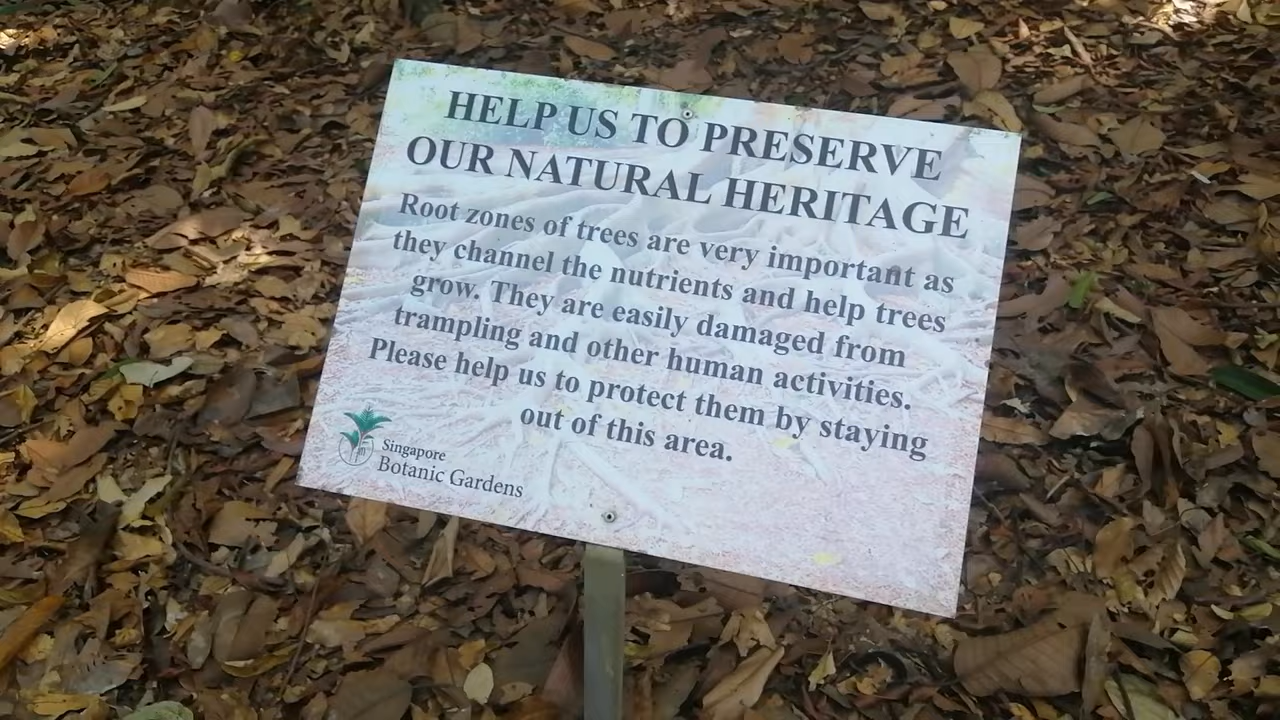 HELP US TO PRESERVE
OUR NATURAL HERITAGE
Root zones of trees are very important as
they channel the nutrients and help trees
grow. They are easily damaged from
trampling and other human activities.
Please help us to protect them by staying
out of this area.
Singapore
Botanic Gardens